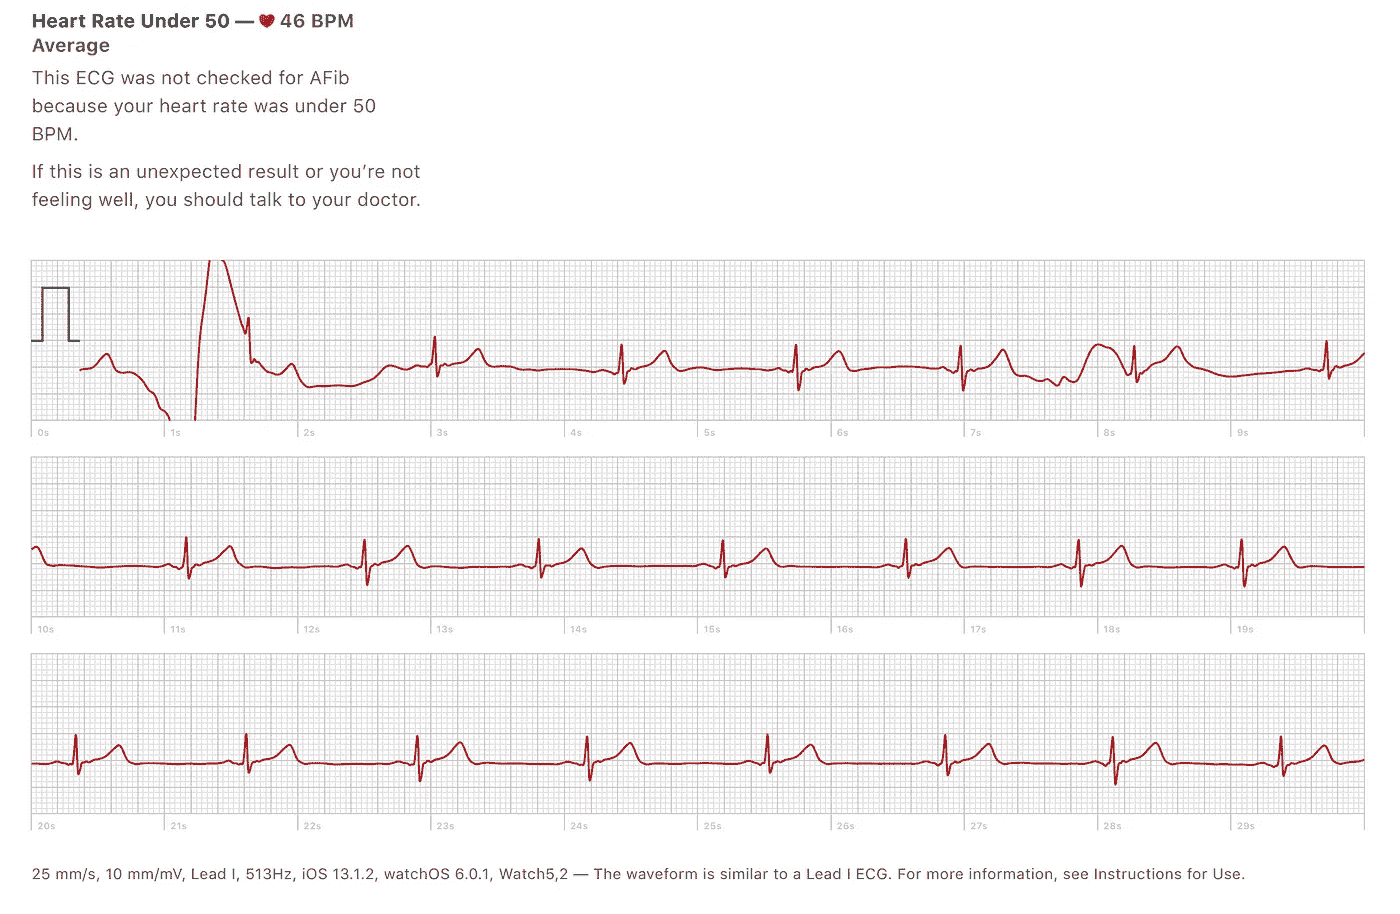 Heart Rate Under 50 — ❤ 46 BPM
Average
This ECG was not checked for AFib
because your heart rate was under 50
BPM.
If this is an unexpected result or you’re not
feeling well, you should talk to your doctor.
0s 1s 2s 3s 4s 5s 6s 7s 8s 9s
10s 11s 12s 13s 14s 15s 16s 17s 18s 19s
20s 21s 22s 23s 24s 25s 26s 27s 28s 29s
25 mm/s, 10 mm/mV, Lead I, 513Hz, iOS 13.1.2, watchOS 6.0.1, Watch5,2 — The waveform is similar to a Lead I ECG. For more information, see Instructions for Use.